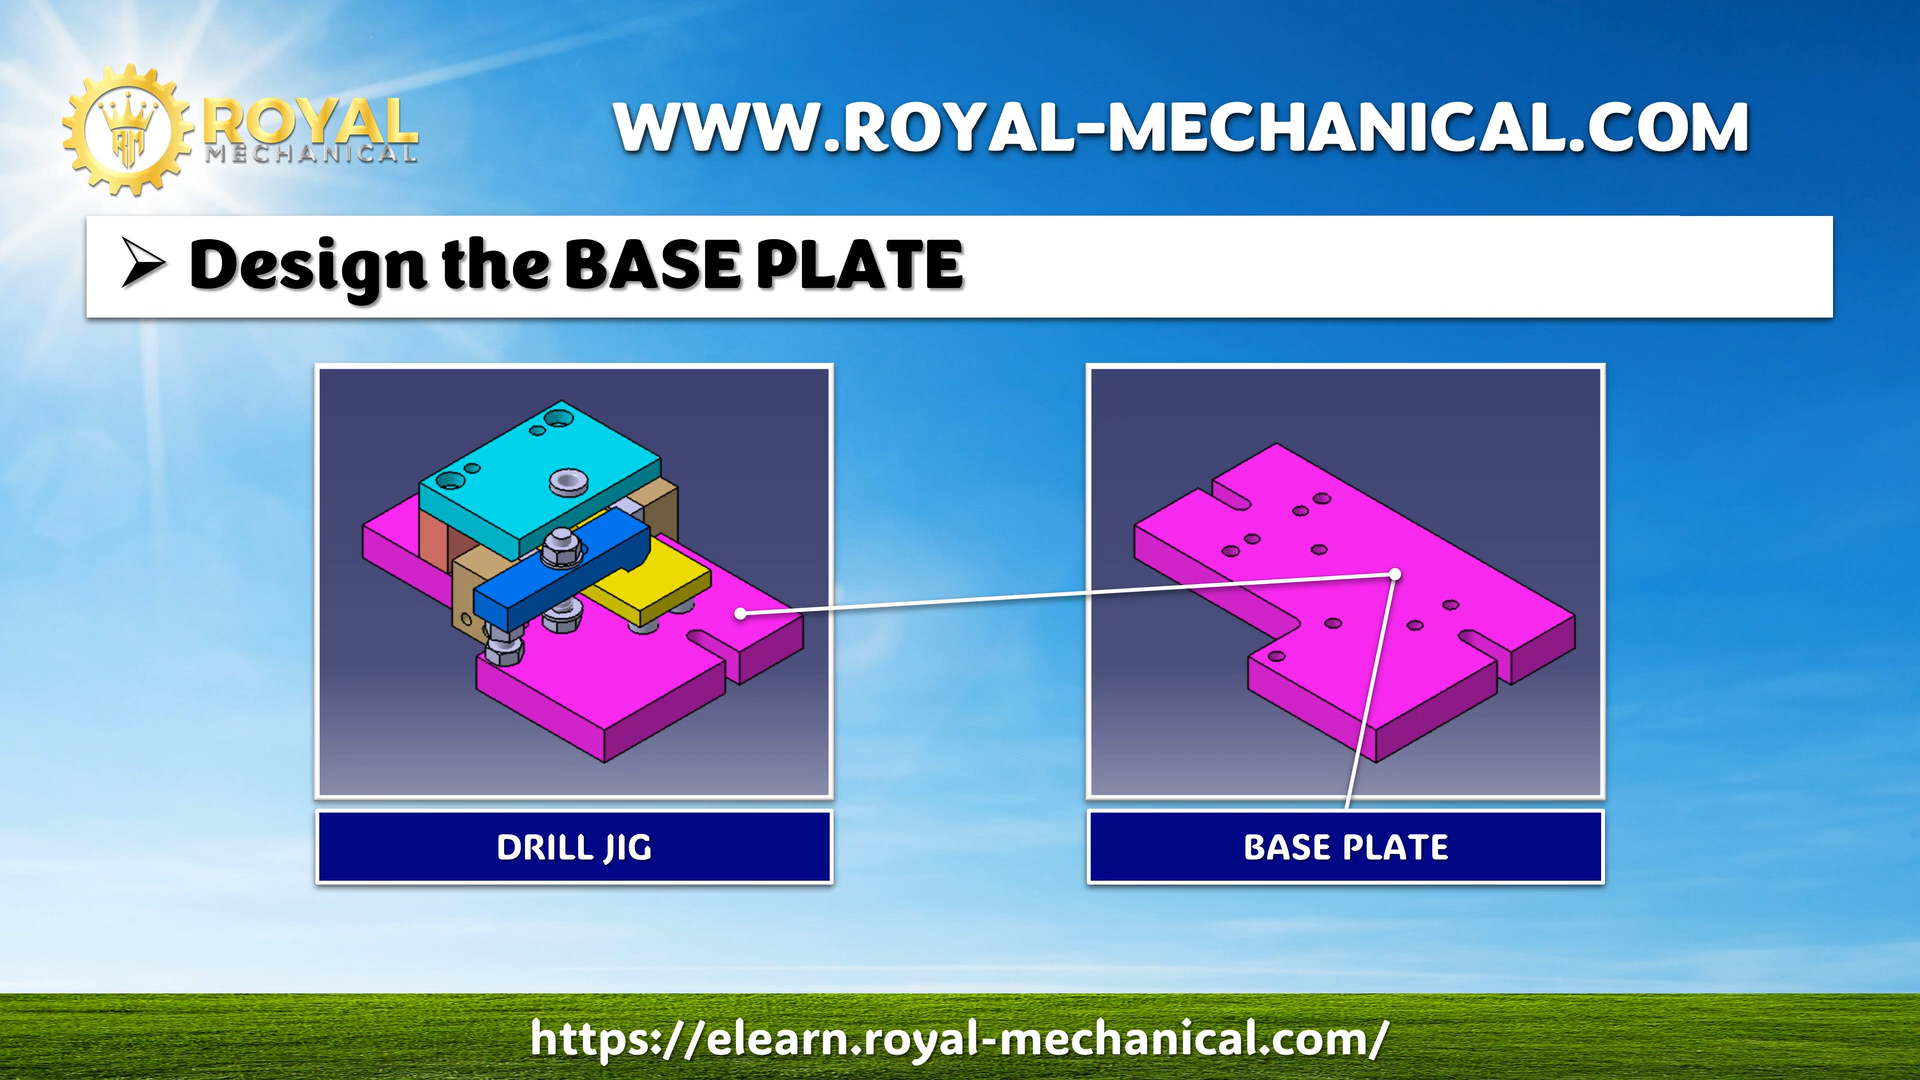 ROYAL
MECHANICAL
WWW.ROYAL-MECHANICAL.COM
Design the BASE PLATE
DRILL JIG
BASE PLATE
https://elearn.royal-mechanical.com/